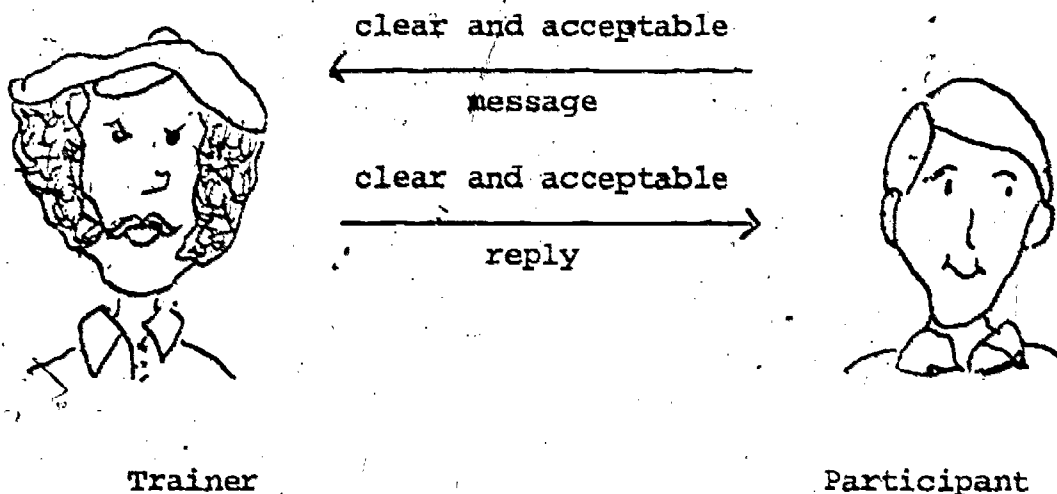 clear and acceptable
message
clear and acceptable
reply
Trainer
Participant